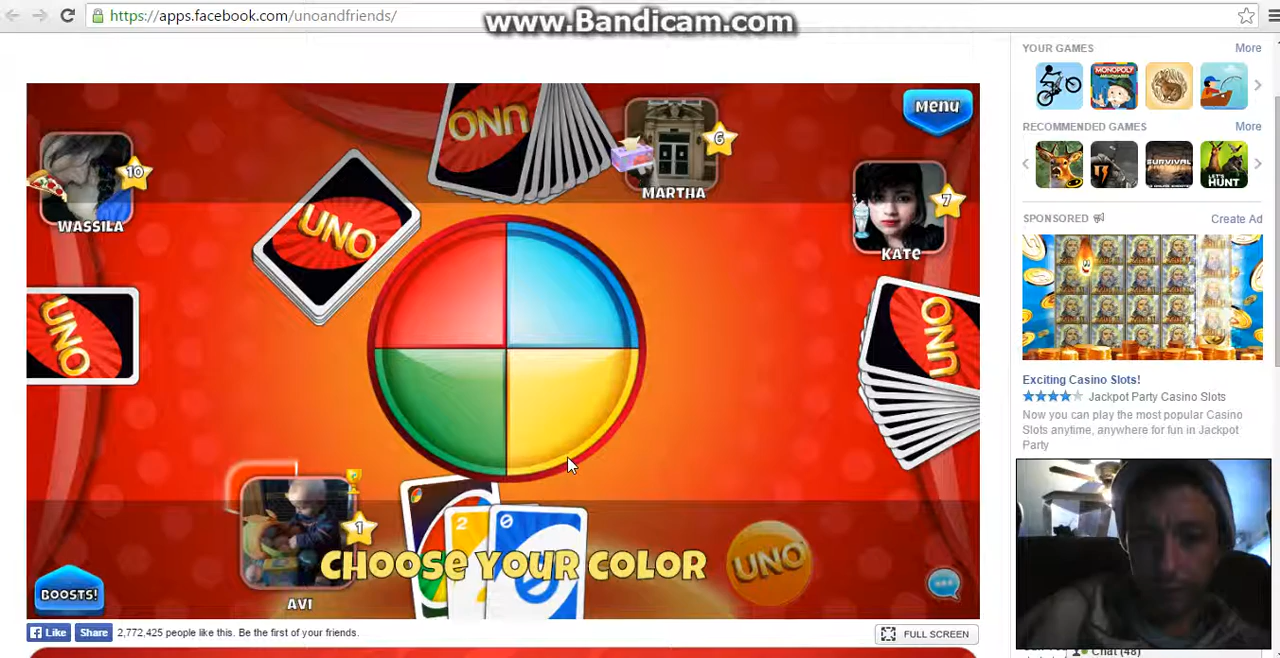 https://apps.facebook.com/unoandfriends/
www.Bandicam.com
YOUR GAMES More
MONOPOLY
RECOMMENDED GAMES More
SURVIVAL
LET'S HUNT
SPONSORED Create Ad
Exciting Casino Slots!
Jackpot Party Casino Slots
Now you can play the most popular Casino
Slots anytime, anywhere for fun in Jackpot
Party
Chat (48)
Menu
UNO
6
MARTHA
10
WASSILA
7
KATE
UNO
UNO
UNO
2
1
CHOOSE YOUR COLOR
UNO
BOOSTS!
AVI
Like Share 2,772,425 people like this. Be the first of your friends.
FULL SCREEN